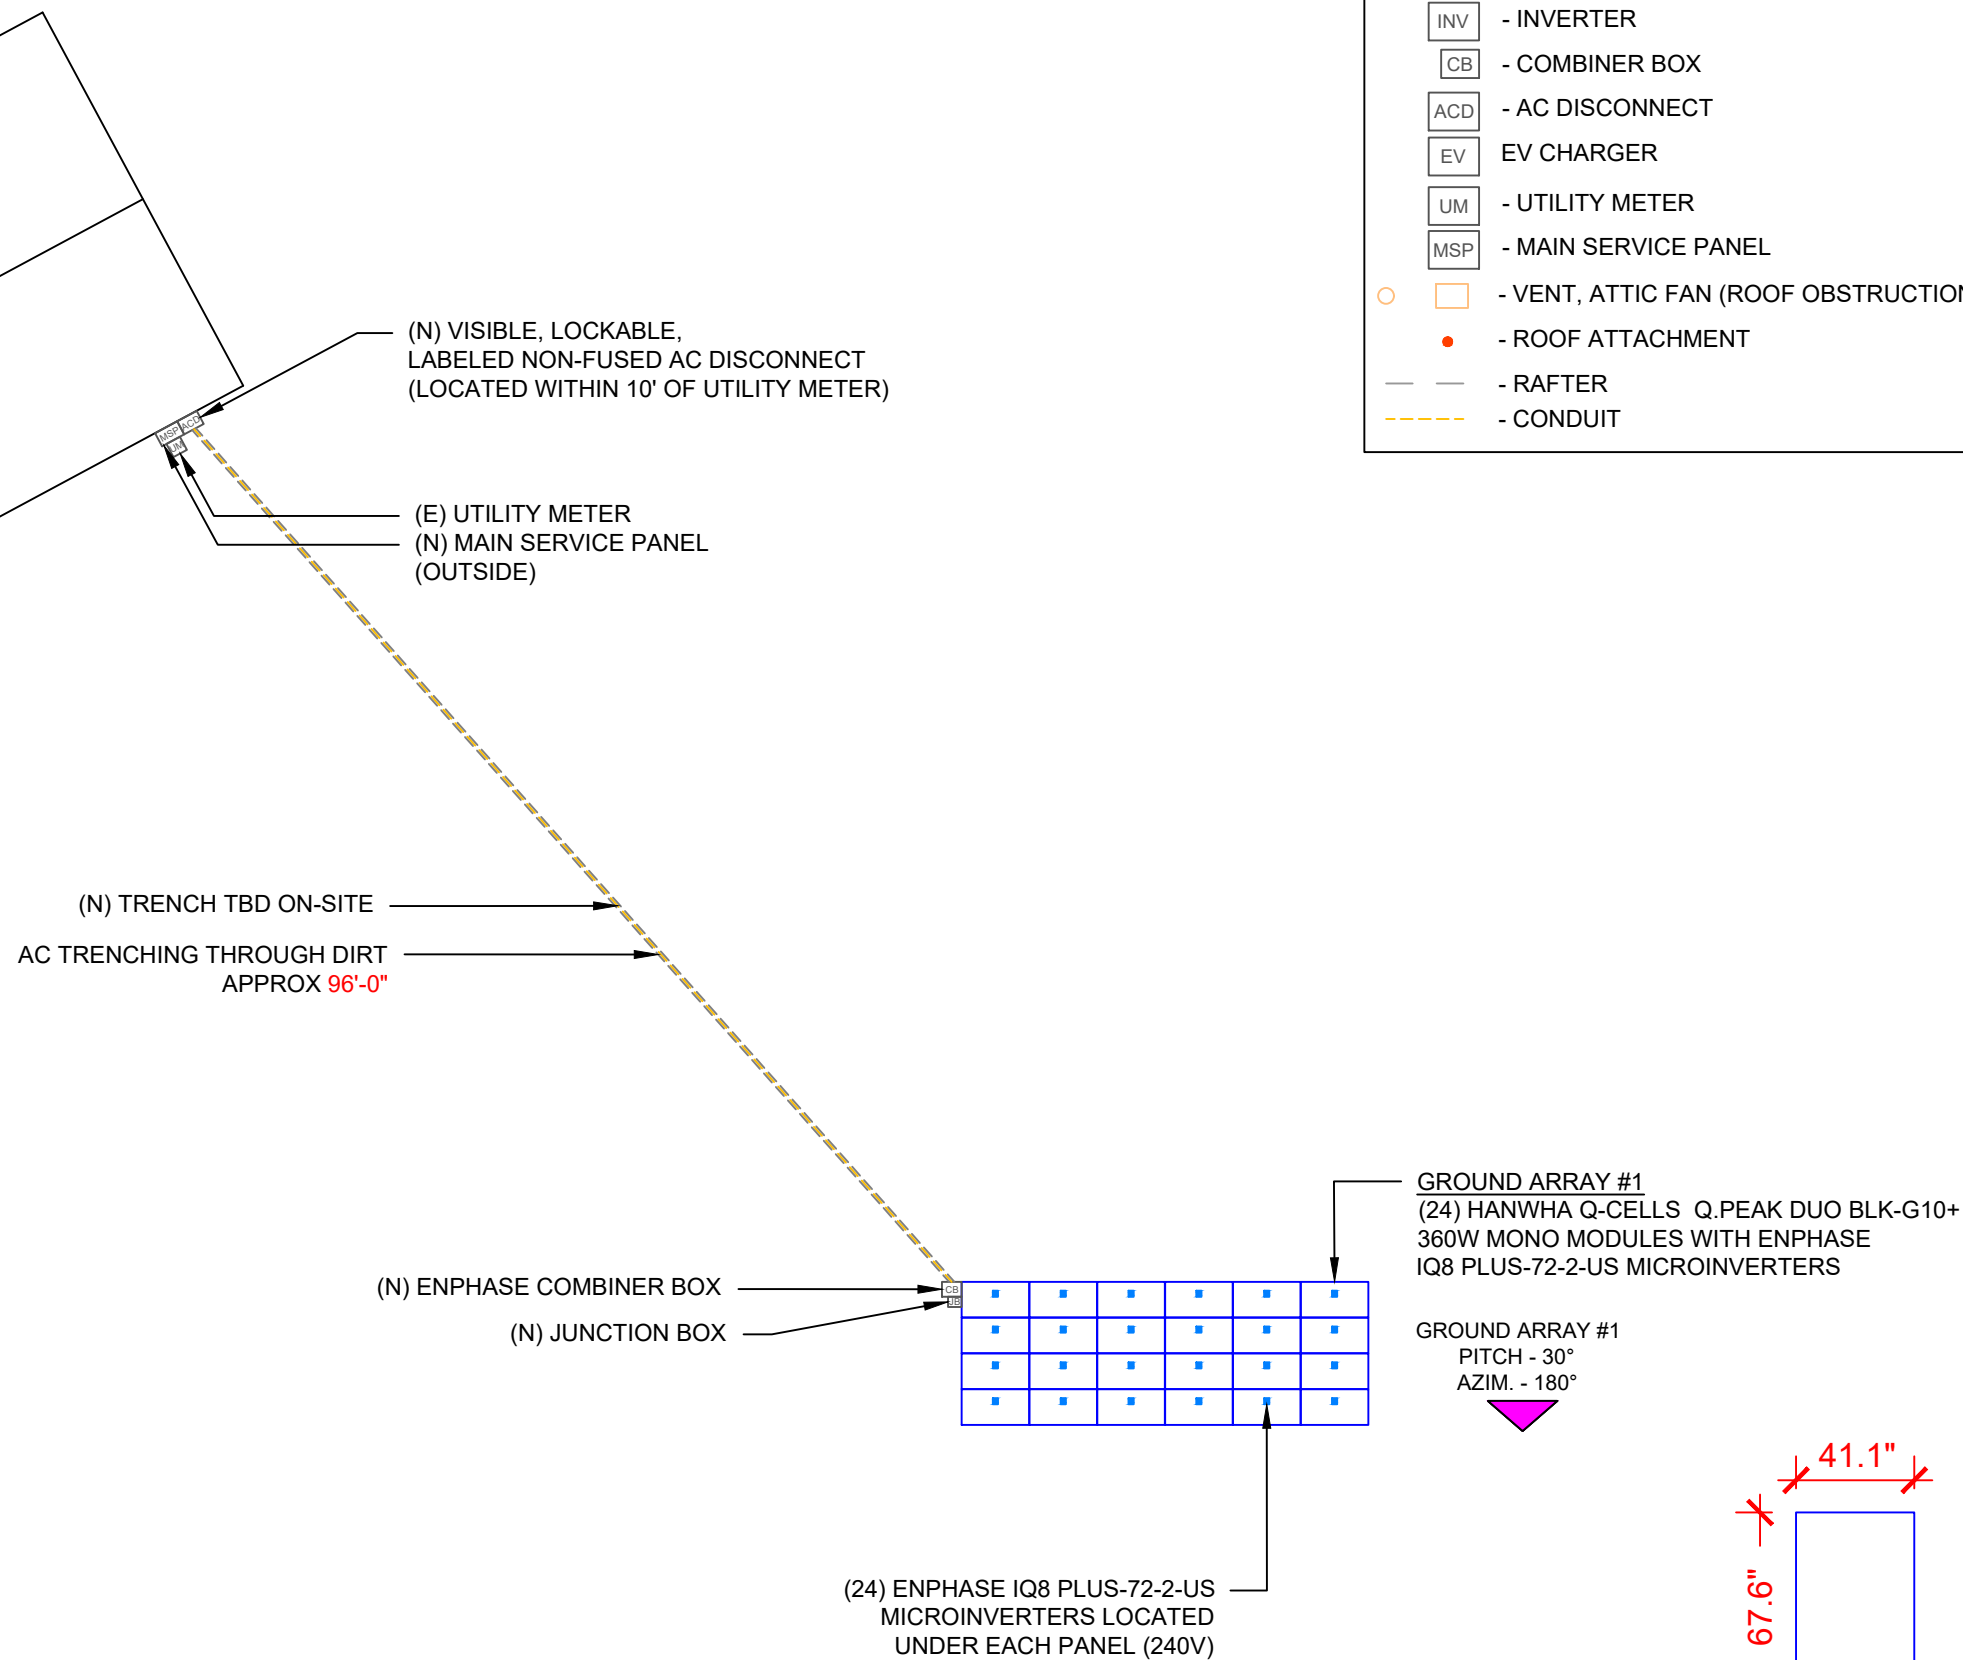 INV - INVERTER
CB - COMBINER BOX
ACD - AC DISCONNECT
EV EV CHARGER
UM - UTILITY METER
MSP - MAIN SERVICE PANEL
- VENT, ATTIC FAN (ROOF OBSTRUCTION
- ROOF ATTACHMENT
- RAFTER
- CONDUIT
(N) VISIBLE, LOCKABLE,
LABELED NON-FUSED AC DISCONNECT
(LOCATED WITHIN 10' OF UTILITY METER)
MSP
ACD
UM
(E) UTILITY METER
(N) MAIN SERVICE PANEL
(OUTSIDE)
(N) TRENCH TBD ON-SITE
AC TRENCHING THROUGH DIRT
APPROX 96'-0"
GROUND ARRAY #1
(24) HANWHA Q-CELLS Q.PEAK DUO BLK-G10+
360W MONO MODULES WITH ENPHASE
IQ8 PLUS-72-2-US MICROINVERTERS
(N) ENPHASE COMBINER BOX
CB
JB
(N) JUNCTION BOX
GROUND ARRAY #1
PITCH - 30°
AZIM. - 180°
41.1"
67.6"
(24) ENPHASE IQ8 PLUS-72-2-US
MICROINVERTERS LOCATED
UNDER EACH PANEL (240V)